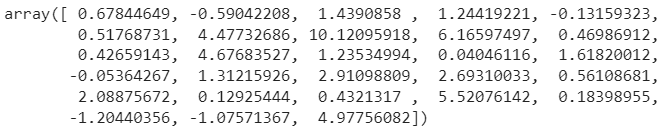 array([ 0.67844649, -0.59042208,  1.4390858 ,  1.24419221, -0.13159323,
        0.51768731,  4.47732686, 10.12095918,  6.16597497,  0.46986912,
        0.42659143,  4.67683527,  1.23534994,  0.04046116,  1.61820012,
       -0.05364267,  1.31215926,  2.91098809,  2.69310033,  0.56108681,
        2.08875672,  0.12925444,  0.4321317 ,  5.52076142,  0.18398955,
       -1.20440356, -1.07571367,  4.97756082])